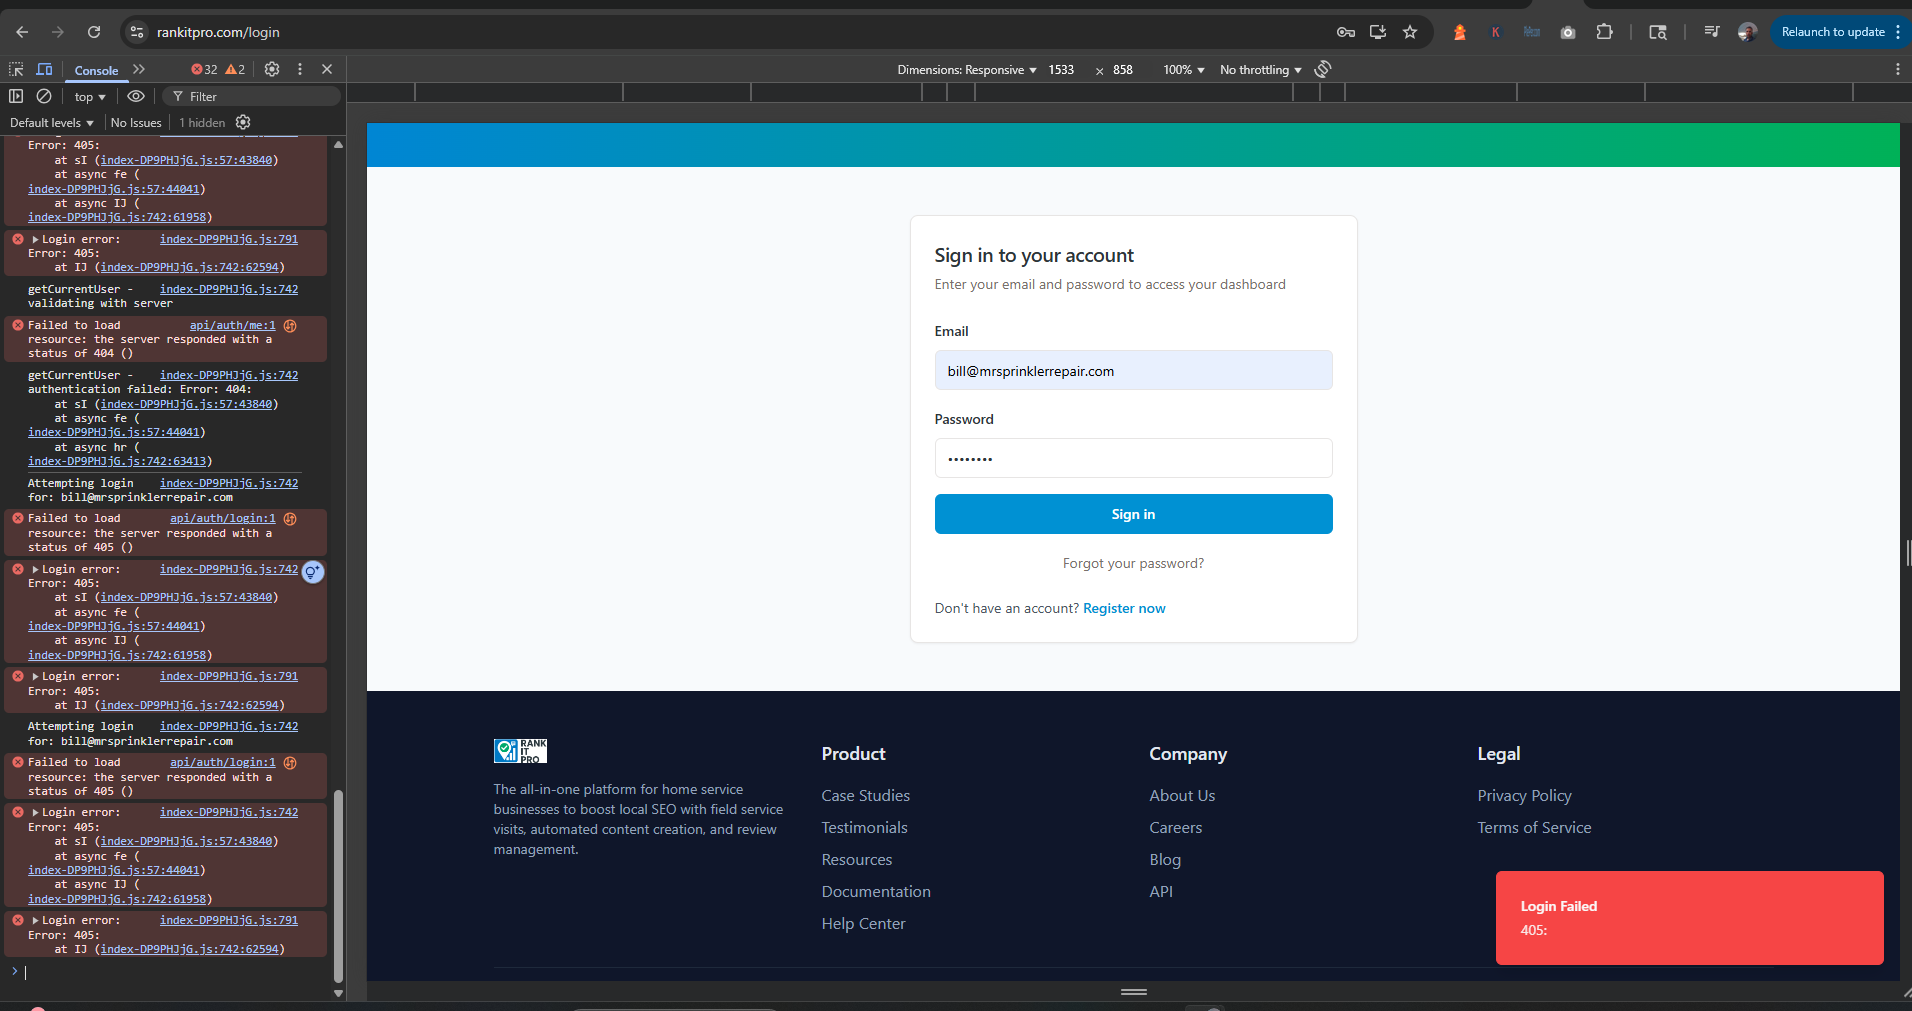 rankitpro.com/login
Relaunch to update
Console
32
2
Dimensions: Responsive
1533
×
858
100%
No throttling
top
Filter
Default levels
No Issues
1 hidden
Error: 405:
at sI (index-DP9PHJjG.js:57:43840)
at async fe (
index-DP9PHJjG.js:57:44041)
at async IJ (
index-DP9PHJjG.js:742:61958)
Login error: index-DP9PHJjG.js:791
Error: 405:
at IJ (index-DP9PHJjG.js:742:62594)
getCurrentUser - index-DP9PHJjG.js:742
validating with server
Failed to load api/auth/me:1
resource: the server responded with a
status of 404 ()
getCurrentUser - index-DP9PHJjG.js:742
authentication failed: Error: 404:
at sI (index-DP9PHJjG.js:57:43840)
at async fe (
index-DP9PHJjG.js:57:44041)
at async hr (
index-DP9PHJjG.js:742:63413)
Attempting login index-DP9PHJjG.js:742
for: bill@mrsprinklerrepair.com
Failed to load api/auth/login:1
resource: the server responded with a
status of 405 ()
Login error: index-DP9PHJjG.js:742
Error: 405:
at sI (index-DP9PHJjG.js:57:43840)
at async fe (
index-DP9PHJjG.js:57:44041)
at async IJ (
index-DP9PHJjG.js:742:61958)
Login error: index-DP9PHJjG.js:791
Error: 405:
at IJ (index-DP9PHJjG.js:742:62594)
Attempting login index-DP9PHJjG.js:742
for: bill@mrsprinklerrepair.com
Failed to load api/auth/login:1
resource: the server responded with a
status of 405 ()
Login error: index-DP9PHJjG.js:742
Error: 405:
at sI (index-DP9PHJjG.js:57:43840)
at async fe (
index-DP9PHJjG.js:57:44041)
at async IJ (
index-DP9PHJjG.js:742:61958)
Login error: index-DP9PHJjG.js:791
Error: 405:
at IJ (index-DP9PHJjG.js:742:62594)
Sign in to your account
Enter your email and password to access your dashboard
Email
bill@mrsprinklerrepair.com
Password
••••••••
Sign in
Forgot your password?
Don't have an account? Register now
RANK
IT
PRO
The all-in-one platform for home service
businesses to boost local SEO with field service
visits, automated content creation, and review
management.
Product
Case Studies
Testimonials
Resources
Documentation
Help Center
Company
About Us
Careers
Blog
API
Legal
Privacy Policy
Terms of Service
Login Failed
405: